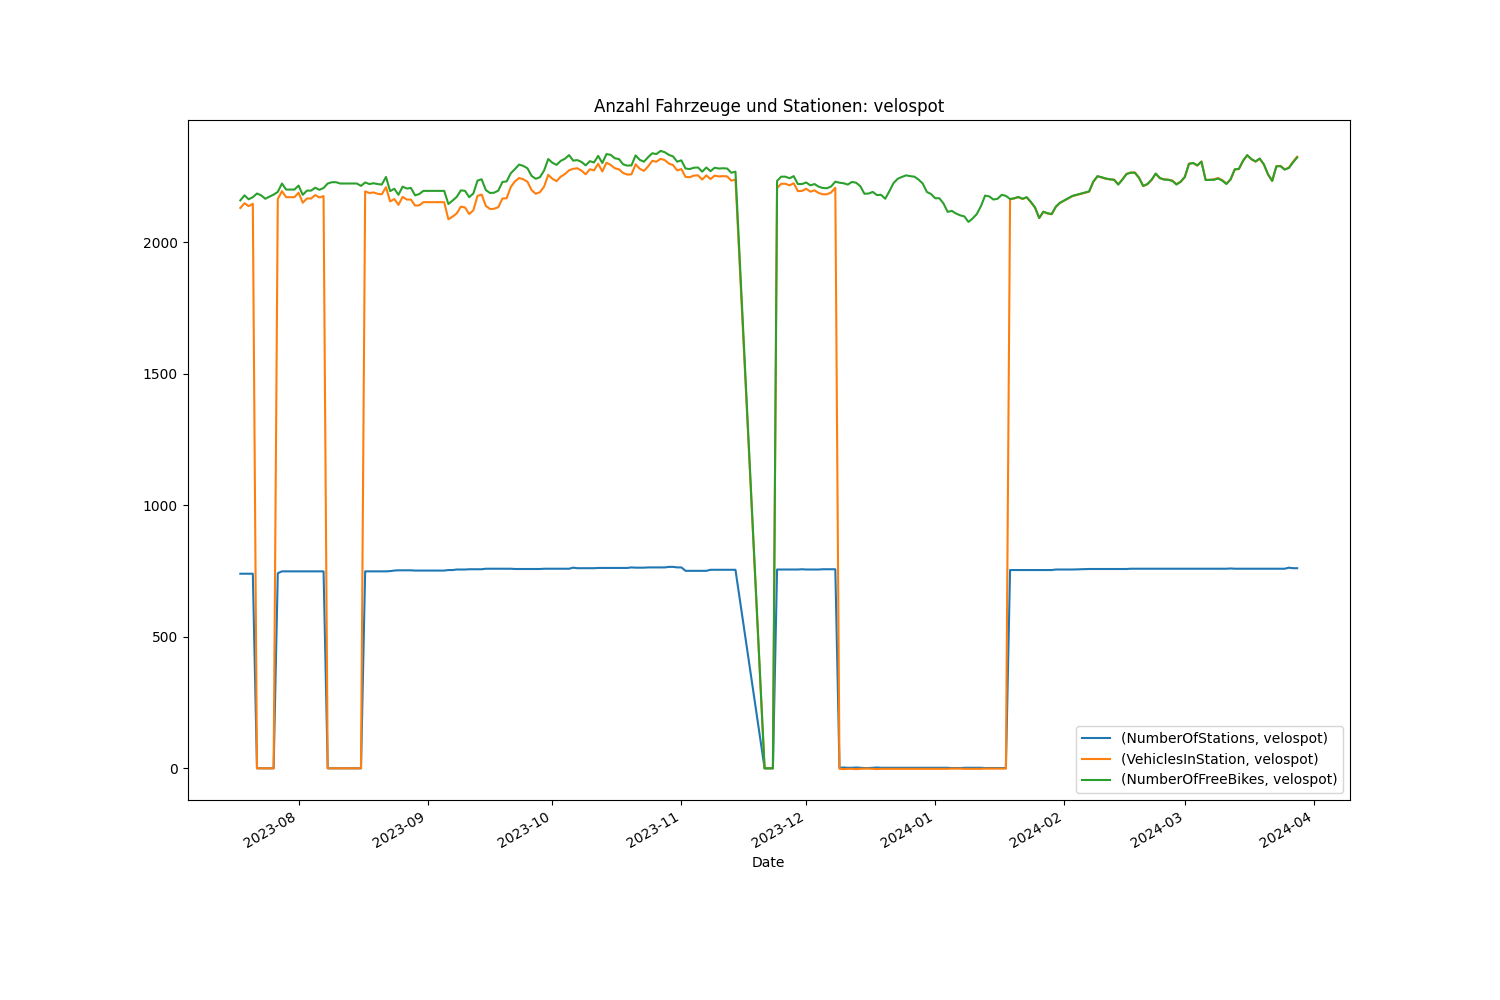 Anzahl Fahrzeuge und Stationen: velospot
2000
1500
1000
500
0
(NumberOfStations, velospot)
(VehiclesInStation, velospot)
(NumberOfFreeBikes, velospot)
2023-08
2023-09
2023-10
2023-11
2023-12
2024-01
2024-02
2024-03
2024-04
Date